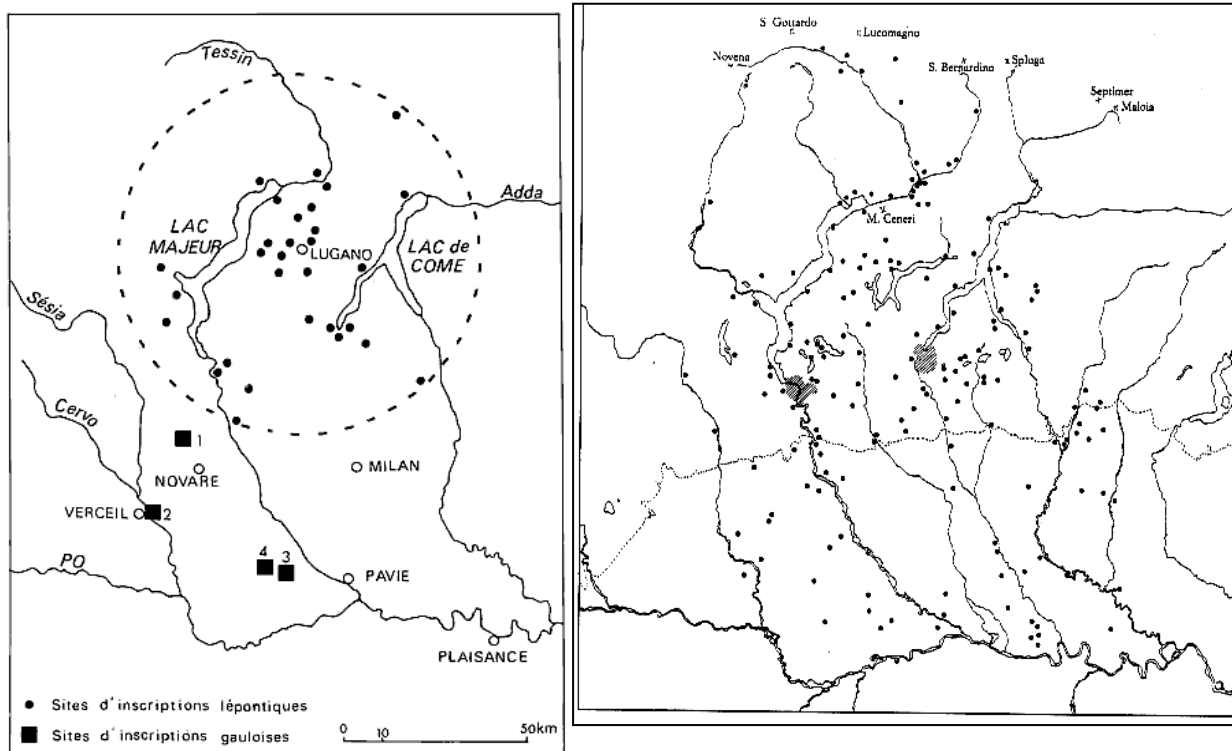 Tessin
Adda
LAC
MAJEUR
LUGANO
LAC de
COME
Sésia
Cervo
1
NOVARE
MILAN
VERCEIL
2
PO
4
3
PAVIE
PLAISANCE
Sites d'inscriptions lépontiques
Sites d'inscriptions gauloises
0 10 50km
S. Gottardo
Lucomagno
Novena
S. Bernardino
Spluga
Septimer
Maloia
M. Ceneri